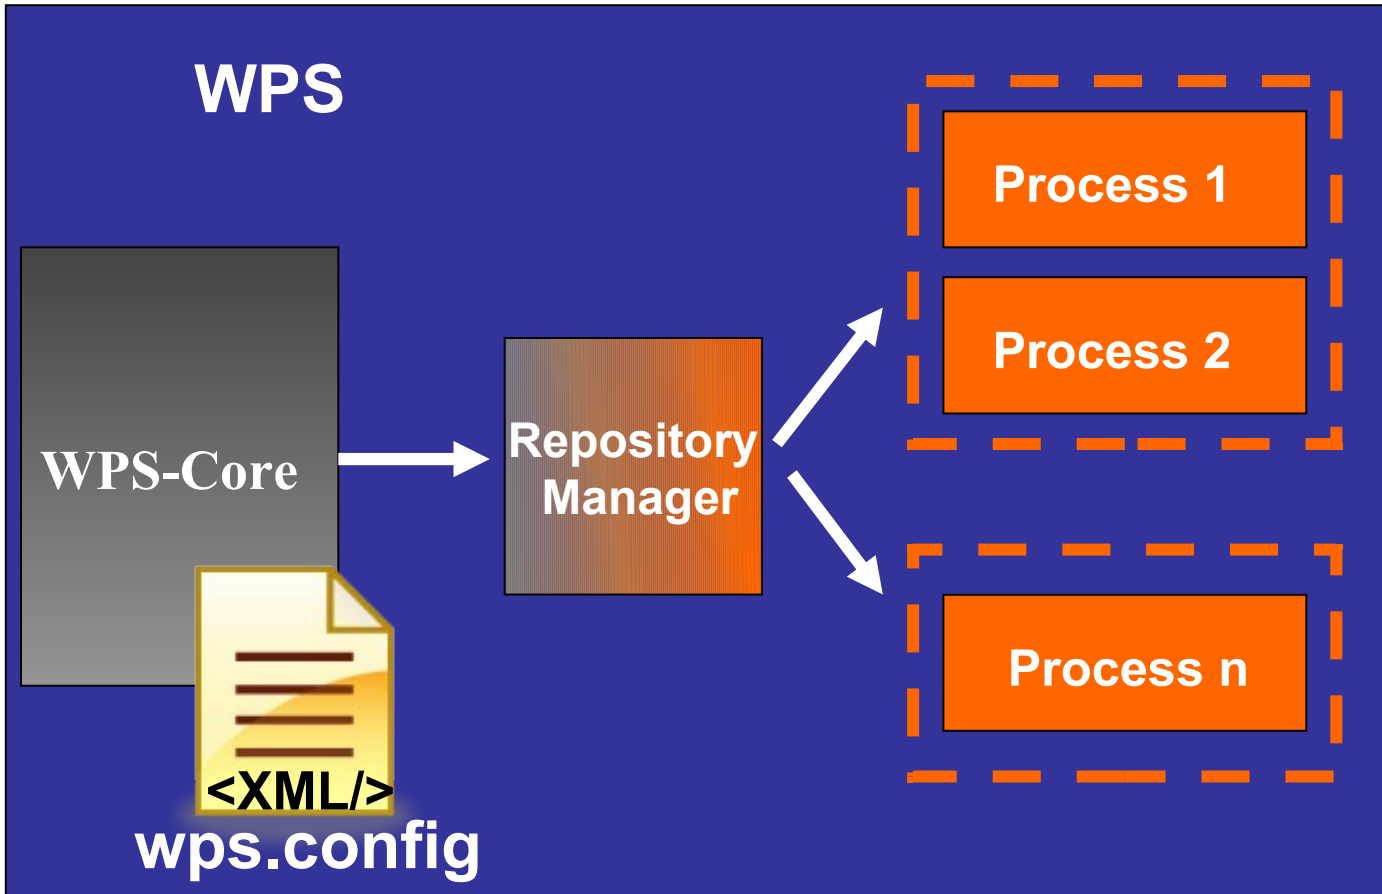 WPS
Process 1
Process 2
WPS-Core
Repository
Manager
Process n
<XML/>
wps.config